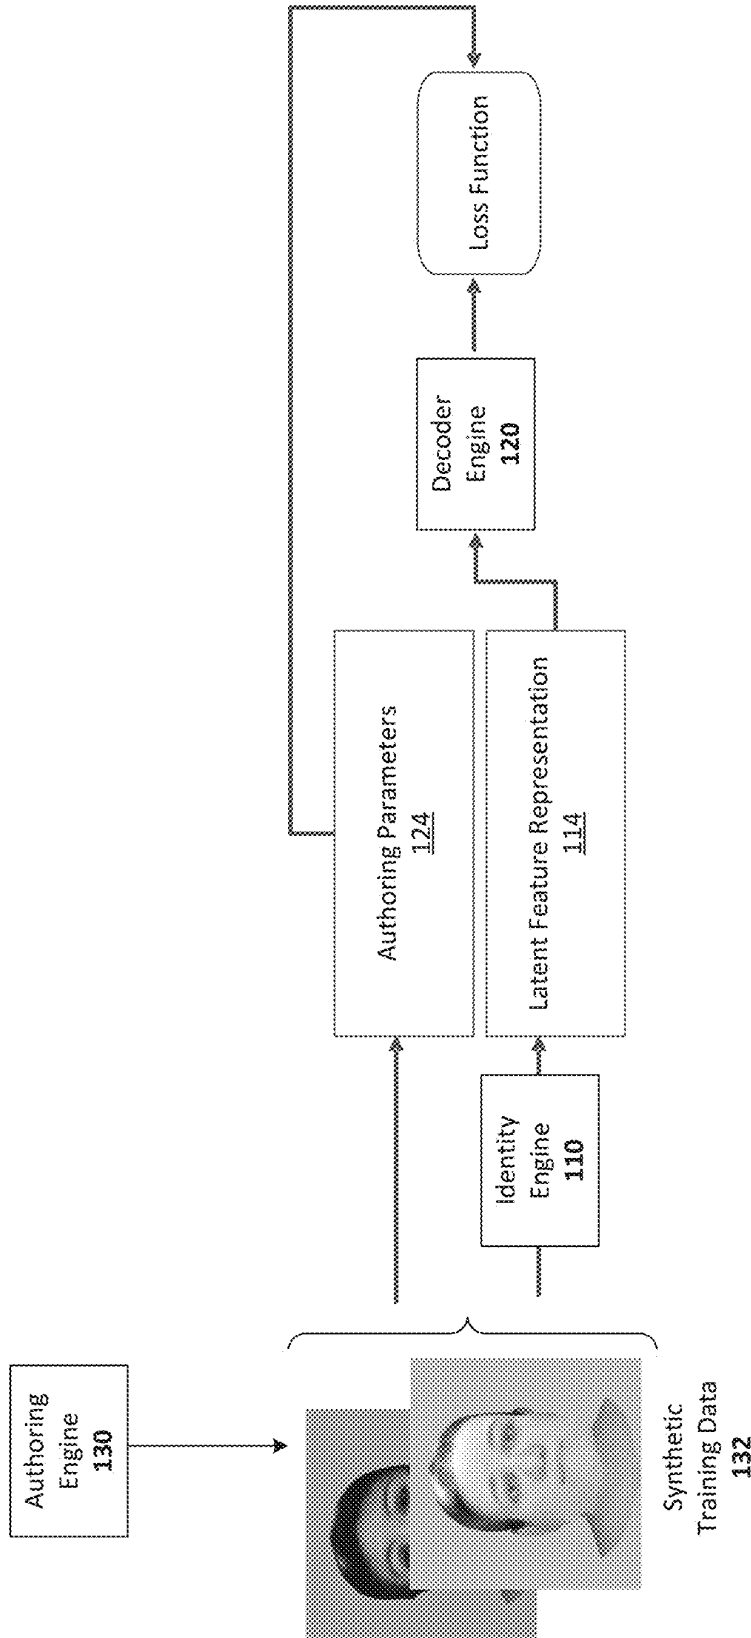 Authoring
Engine
130
Synthetic
Training Data
132
Authoring Parameters
124
Identity
Engine
110
Latent Feature Representation
114
Decoder
Engine
120
Loss Function